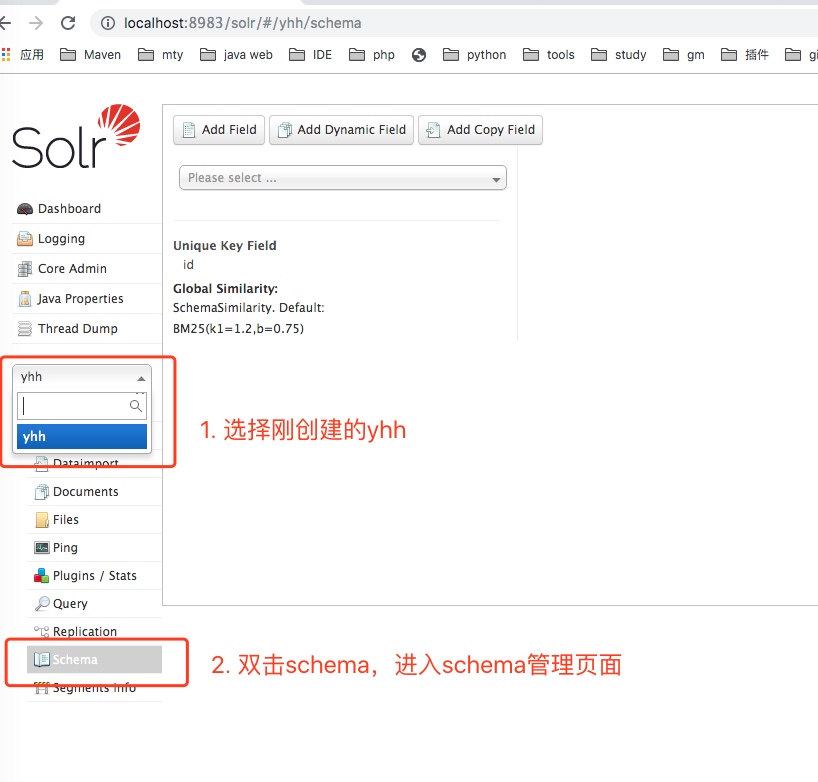 localhost:8983/solr/#/yhh/schema
应用 Maven mty java web IDE php python tools study gm 插件
Solr
Add Field Add Dynamic Field Add Copy Field
Please select ...
Unique Key Field
id
Global Similarity:
SchemaSimilarity. Default:
BM25(k1=1.2,b=0.75)
Dashboard
Logging
Core Admin
Java Properties
Thread Dump
yhh
yhh
1. 选择刚创建的yhh
Dataimport
Documents
Files
Ping
Plugins / Stats
Query
Replication
Schema
2. 双击schema，进入schema管理页面
Segments info